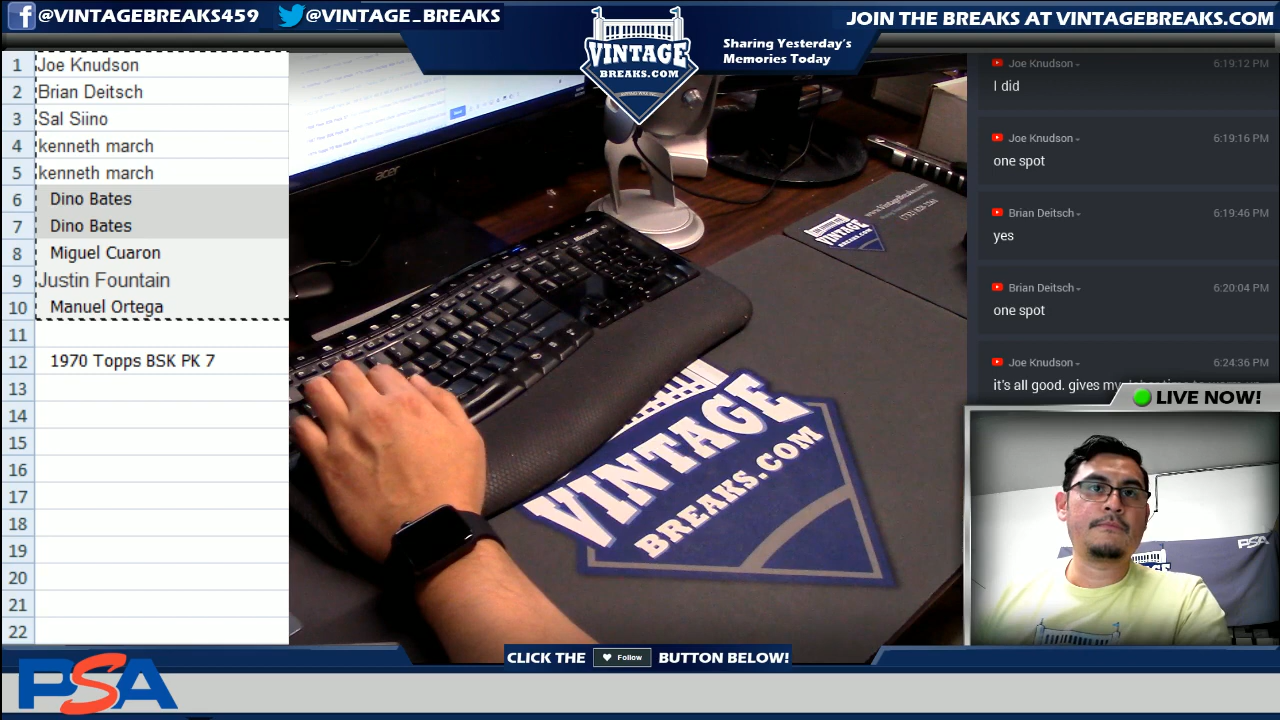 @VINTAGEBREAKS459
@VINTAGE_BREAKS
VINTAGE
BREAKS.COM
Sharing Yesterday's
Memories Today
JOIN THE BREAKS AT VINTAGEBREAKS.COM
1 Joe Knudson
2 Brian Deitsch
3 Sal Siino
4 kenneth march
5 kenneth march
6 Dino Bates
7 Dino Bates
8 Miguel Cuaron
9 Justin Fountain
10 Manuel Ortega
11
12 1970 Topps BSK PK 7
13
14
15
16
17
18
19
20
21
22
acer
www.VintageBreaks.com
VINTAGE
BREAKS.COM
VINTAGE
BREAKS.COM
Joe Knudson 6:19:12 PM
I did
Joe Knudson 6:19:16 PM
one spot
Brian Deitsch 6:19:46 PM
yes
Brian Deitsch 6:20:04 PM
one spot
Joe Knudson 6:24:36 PM
it's all good. gives my
LIVE NOW!
PSA
CLICK THE Follow BUTTON BELOW!
PSA